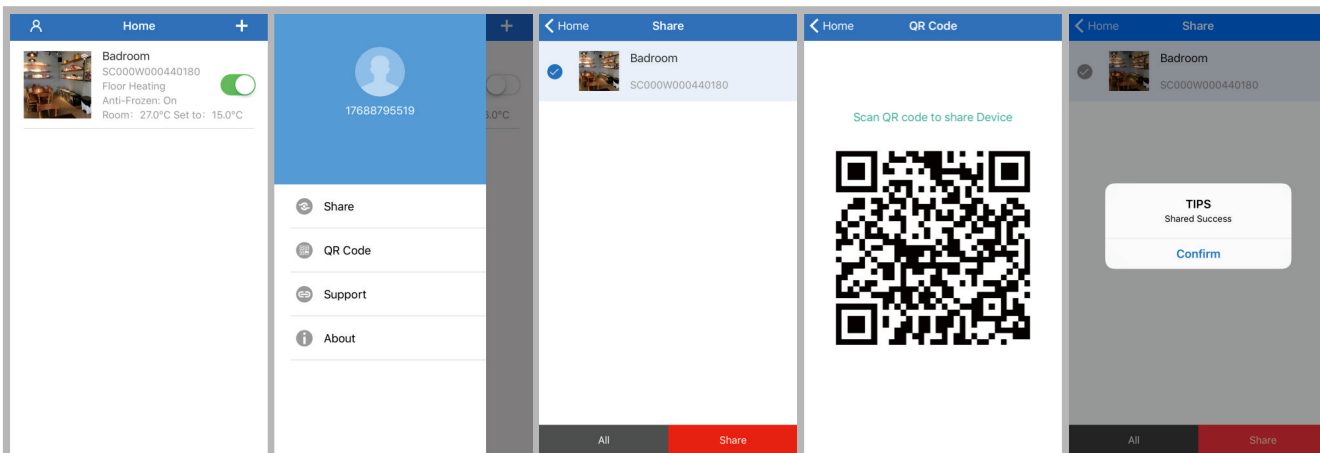 Home
+
Badroom
SC000W000440180
Floor Heating
Anti-Frozen: On
Room: 27.0°C Set to: 15.0°C
+
17688795519
.0°C
Share
QR Code
Support
About
Home
Share
Badroom
SC000W000440180
All
Share
Home
QR Code
Scan QR code to share Device
Home
Share
Badroom
SC000W000440180
TIPS
Shared Success
Confirm
All
Share